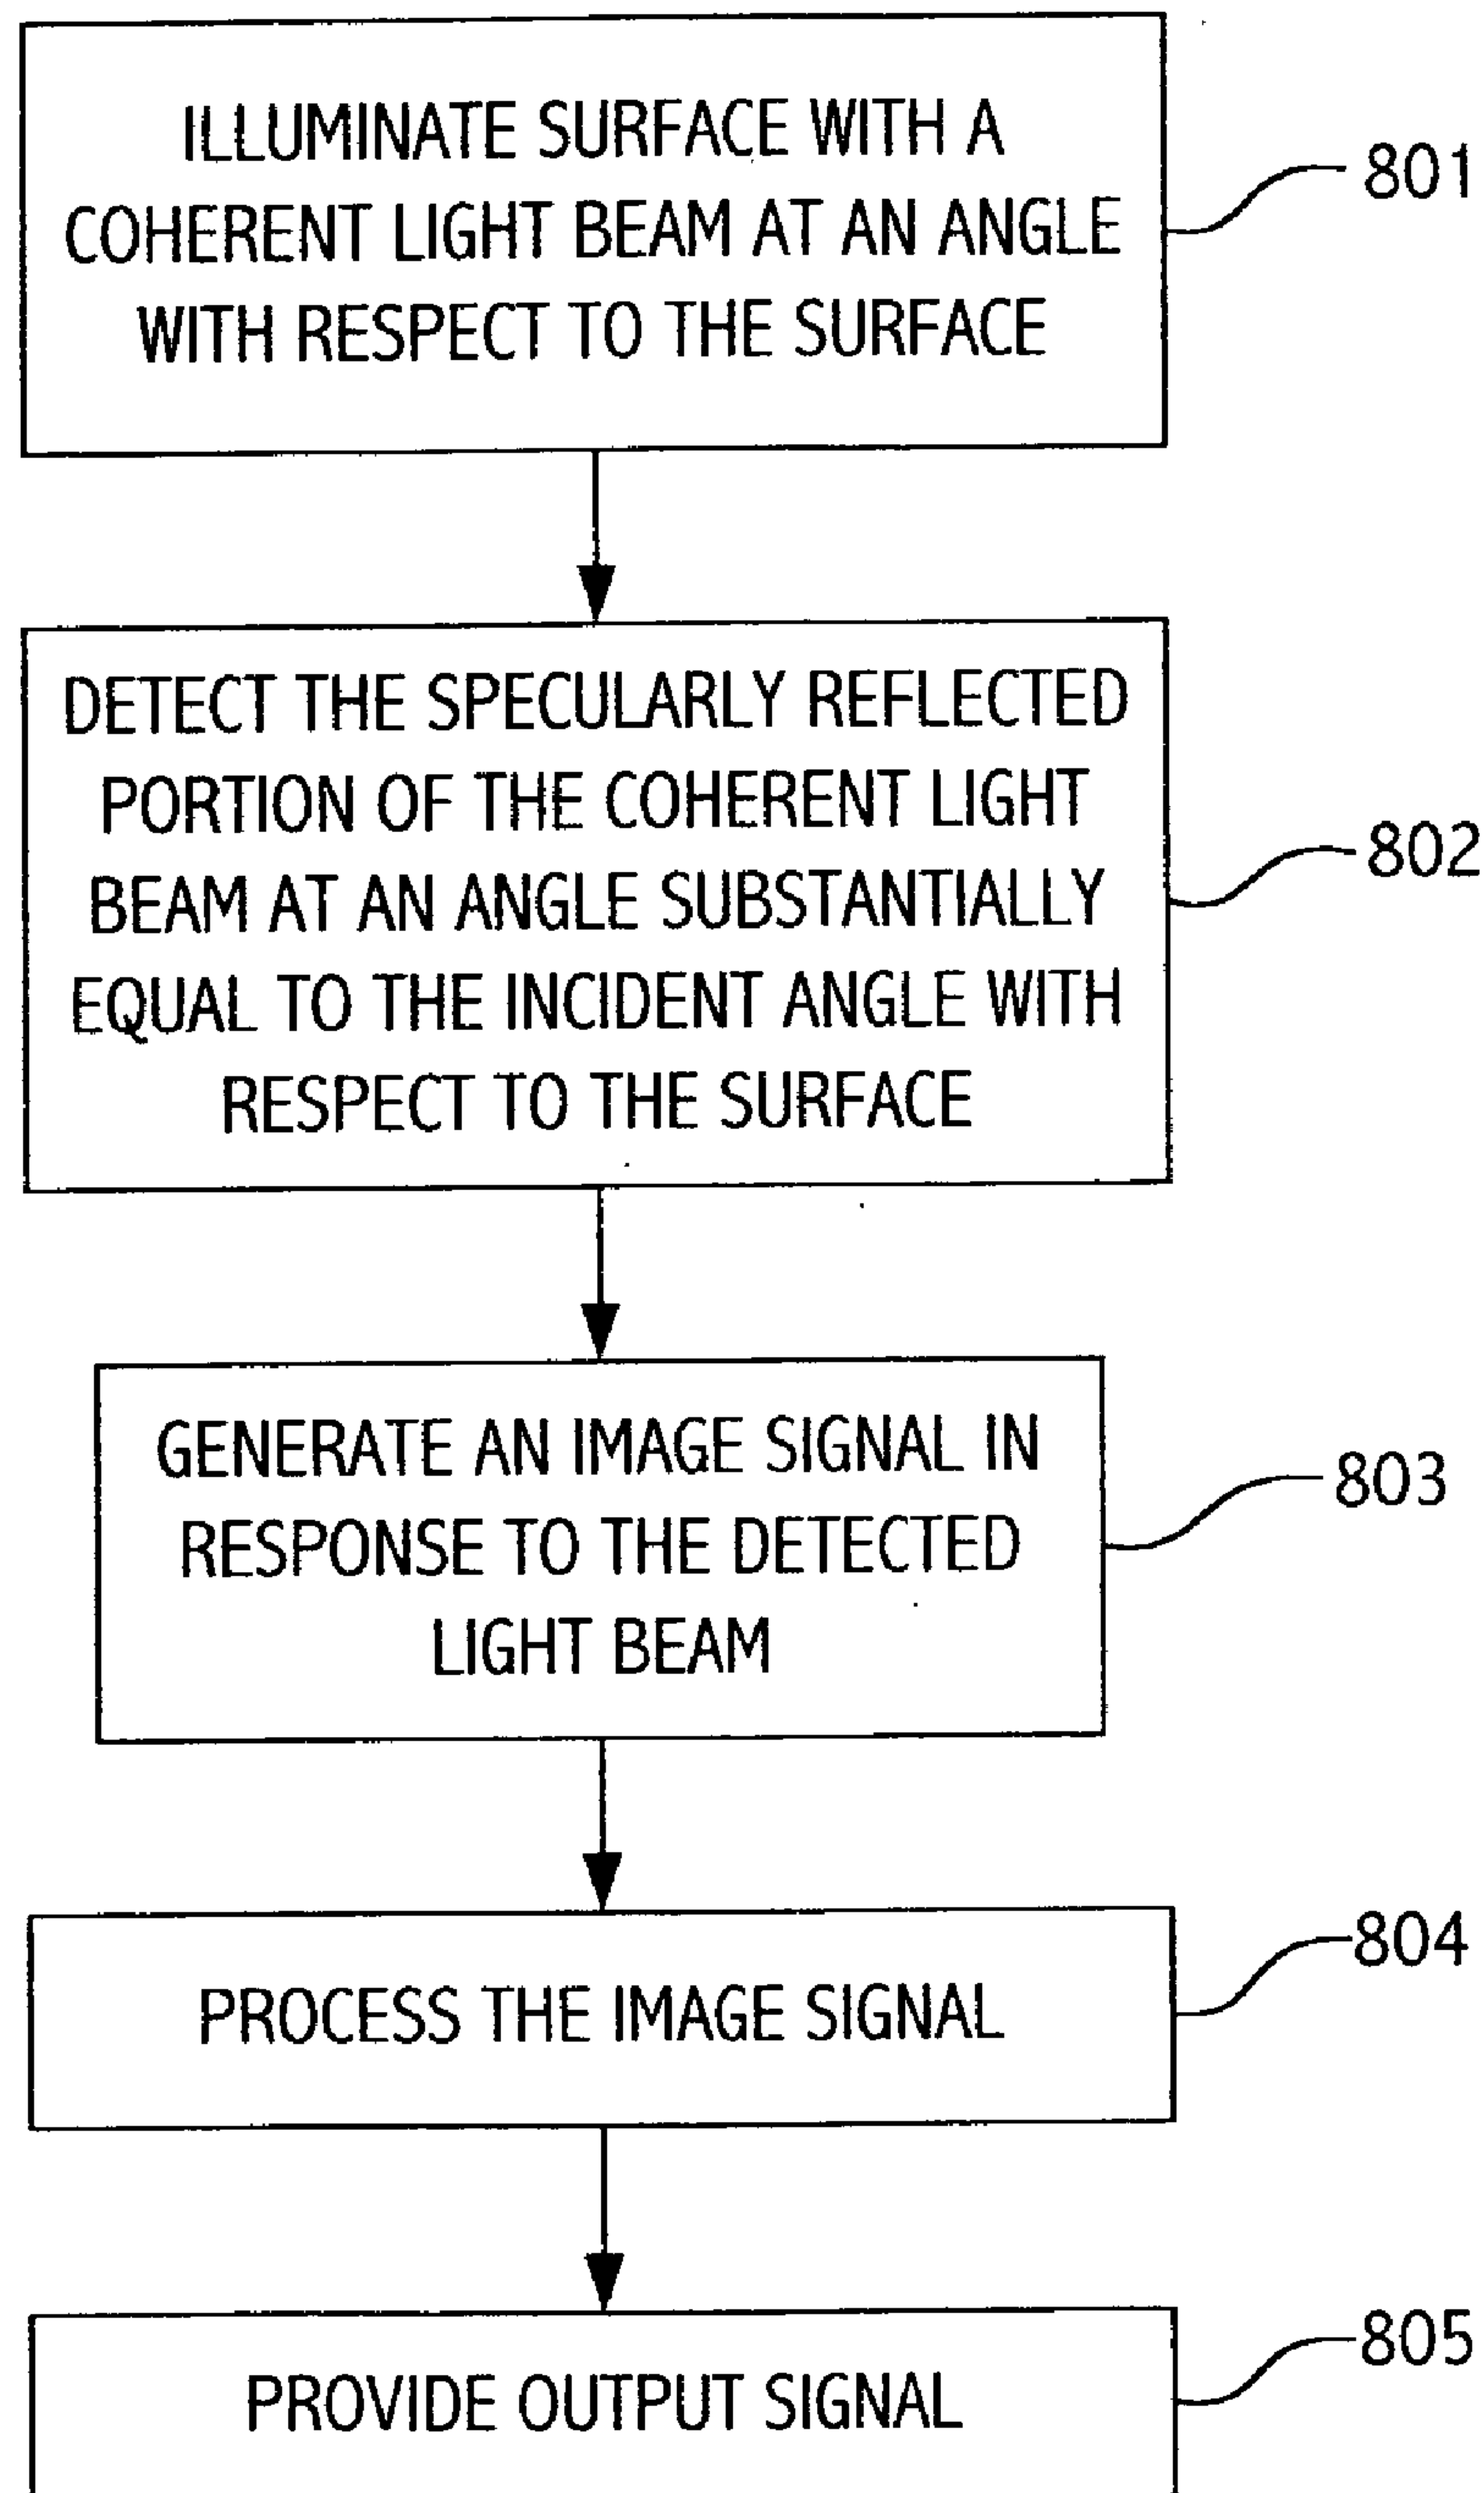 ILLUMINATE SURFACE WITH A
COHERENT LIGHT BEAM AT AN ANGLE
WITH RESPECT TO THE SURFACE
801
DETECT THE SPECULARLY REFLECTED
PORTION OF THE COHERENT LIGHT
BEAM AT AN ANGLE SUBSTANTIALLY
EQUAL TO THE INCIDENT ANGLE WITH
RESPECT TO THE SURFACE
802
GENERATE AN IMAGE SIGNAL IN
RESPONSE TO THE DETECTED
LIGHT BEAM
803
PROCESS THE IMAGE SIGNAL
804
PROVIDE OUTPUT SIGNAL
805